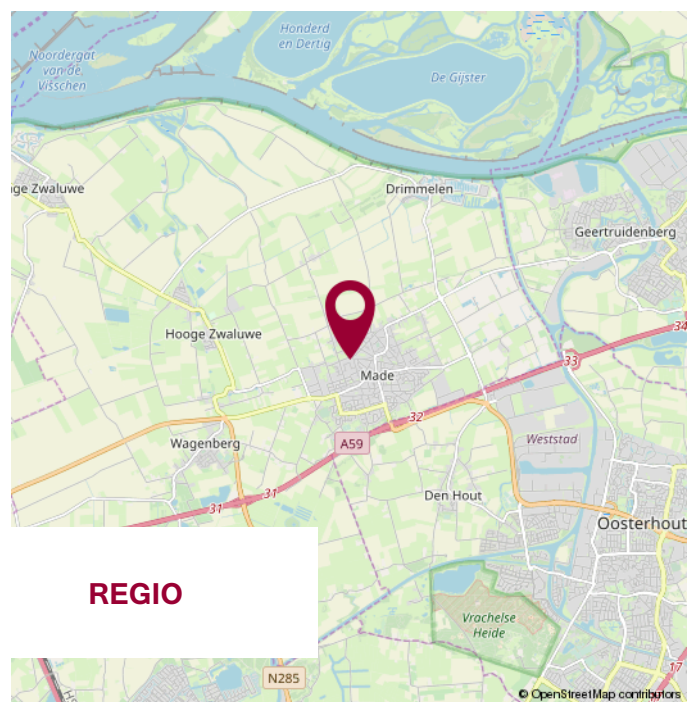 Honderd
en Dertig
Noordergat
van de
Visschen
De Gijster
nge Zwaluwe
Drimmelen
Geertruidenberg
34
Hooge Zwaluwe
33
Made
32
Wagenberg
A59
Weststad
31
31
Den Hout
Oosterhout
REGIO
Vrachelse
Heide
17
N285
© OpenStreetMap contributors